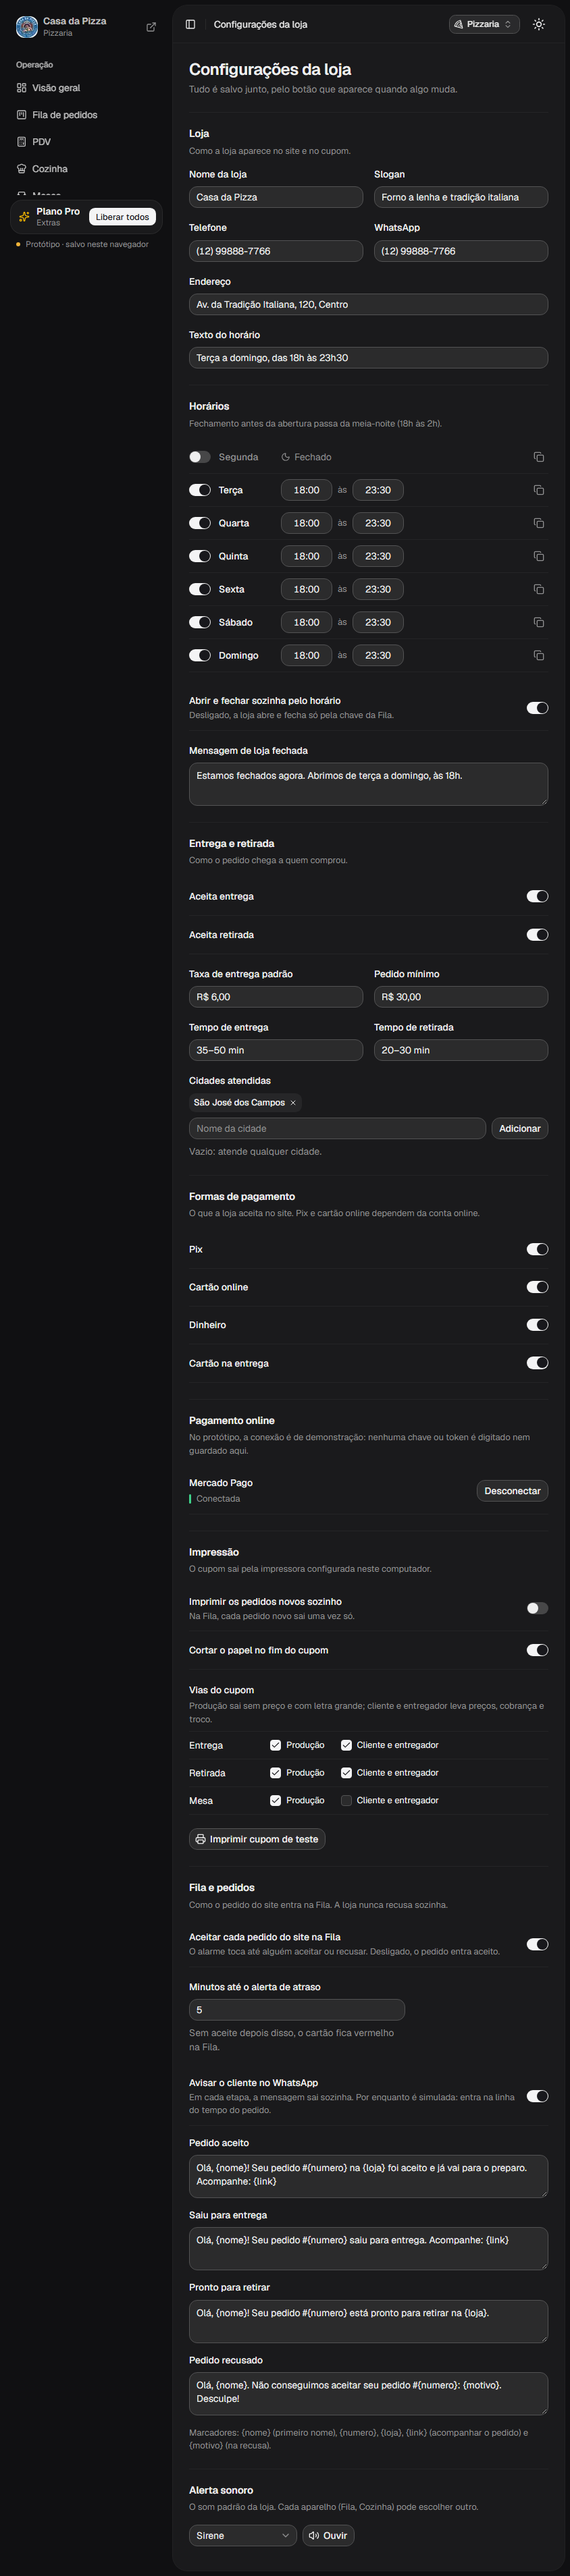 Casa da Pizza
Pizzaria
Operação
Visão geral
Fila de pedidos
PDV
Cozinha
Plano Pro
Extras
Liberar todos
Protótipo · salvo neste navegador
Configurações da loja
Pizzaria
Configurações da loja
Tudo é salvo junto, pelo botão que aparece quando algo muda.
Loja
Como a loja aparece no site e no cupom.
Nome da loja
Slogan
Casa da Pizza
Forno a lenha e tradição italiana
Telefone
WhatsApp
(12) 99888-7766
(12) 99888-7766
Endereço
Av. da Tradição Italiana, 120, Centro
Texto do horário
Terça a domingo, das 18h às 23h30
Horários
Fechamento antes da abertura passa da meia-noite (18h às 2h).
Segunda Fechado
Terça 18:00 às 23:30
Quarta 18:00 às 23:30
Quinta 18:00 às 23:30
Sexta 18:00 às 23:30
Sábado 18:00 às 23:30
Domingo 18:00 às 23:30
Abrir e fechar sozinha pelo horário
Desligado, a loja abre e fecha só pela chave da Fila.
Mensagem de loja fechada
Estamos fechados agora. Abrimos de terça a domingo, às 18h.
Entrega e retirada
Como o pedido chega a quem comprou.
Aceita entrega
Aceita retirada
Taxa de entrega padrão
Pedido mínimo
R$ 6,00
R$ 30,00
Tempo de entrega
Tempo de retirada
35–50 min
20–30 min
Cidades atendidas
São José dos Campos ×
Nome da cidade
Adicionar
Vazio: atende qualquer cidade.
Formas de pagamento
O que a loja aceita no site. Pix e cartão online dependem da conta online.
Pix
Cartão online
Dinheiro
Cartão na entrega
Pagamento online
No protótipo, a conexão é de demonstração: nenhuma chave ou token é digitado nem
guardado aqui.
Mercado Pago
Conectada
Desconectar
Impressão
O cupom sai pela impressora configurada neste computador.
Imprimir os pedidos novos sozinho
Na Fila, cada pedido novo sai uma vez só.
Cortar o papel no fim do cupom
Vias do cupom
Produção sai sem preço e com letra grande; cliente e entregador leva preços, cobrança e
troco.
Entrega Produção Cliente e entregador
Retirada Produção Cliente e entregador
Mesa Produção Cliente e entregador
Imprimir cupom de teste
Fila e pedidos
Como o pedido do site entra na Fila. A loja nunca recusa sozinha.
Aceitar cada pedido do site na Fila
O alarme toca até alguém aceitar ou recusar. Desligado, o pedido entra aceito.
Minutos até o alerta de atraso
5
Sem aceite depois disso, o cartão fica vermelho
na Fila.
Avisar o cliente no WhatsApp
Em cada etapa, a mensagem sai sozinha. Por enquanto é simulada: entra na linha
do tempo do pedido.
Pedido aceito
Olá, {nome}! Seu pedido #{numero} na {loja} foi aceito e já vai para o preparo.
Acompanhe: {link}
Saiu para entrega
Olá, {nome}! Seu pedido #{numero} saiu para entrega. Acompanhe: {link}
Pronto para retirar
Olá, {nome}! Seu pedido #{numero} está pronto para retirar na {loja}.
Pedido recusado
Olá, {nome}. Não conseguimos aceitar seu pedido #{numero}: {motivo}.
Desculpe!
Marcadores: {nome} (primeiro nome), {numero}, {loja}, {link} (acompanhar o pedido) e
{motivo} (na recusa).
Alerta sonoro
O som padrão da loja. Cada aparelho (Fila, Cozinha) pode escolher outro.
Sirene
Ouvir